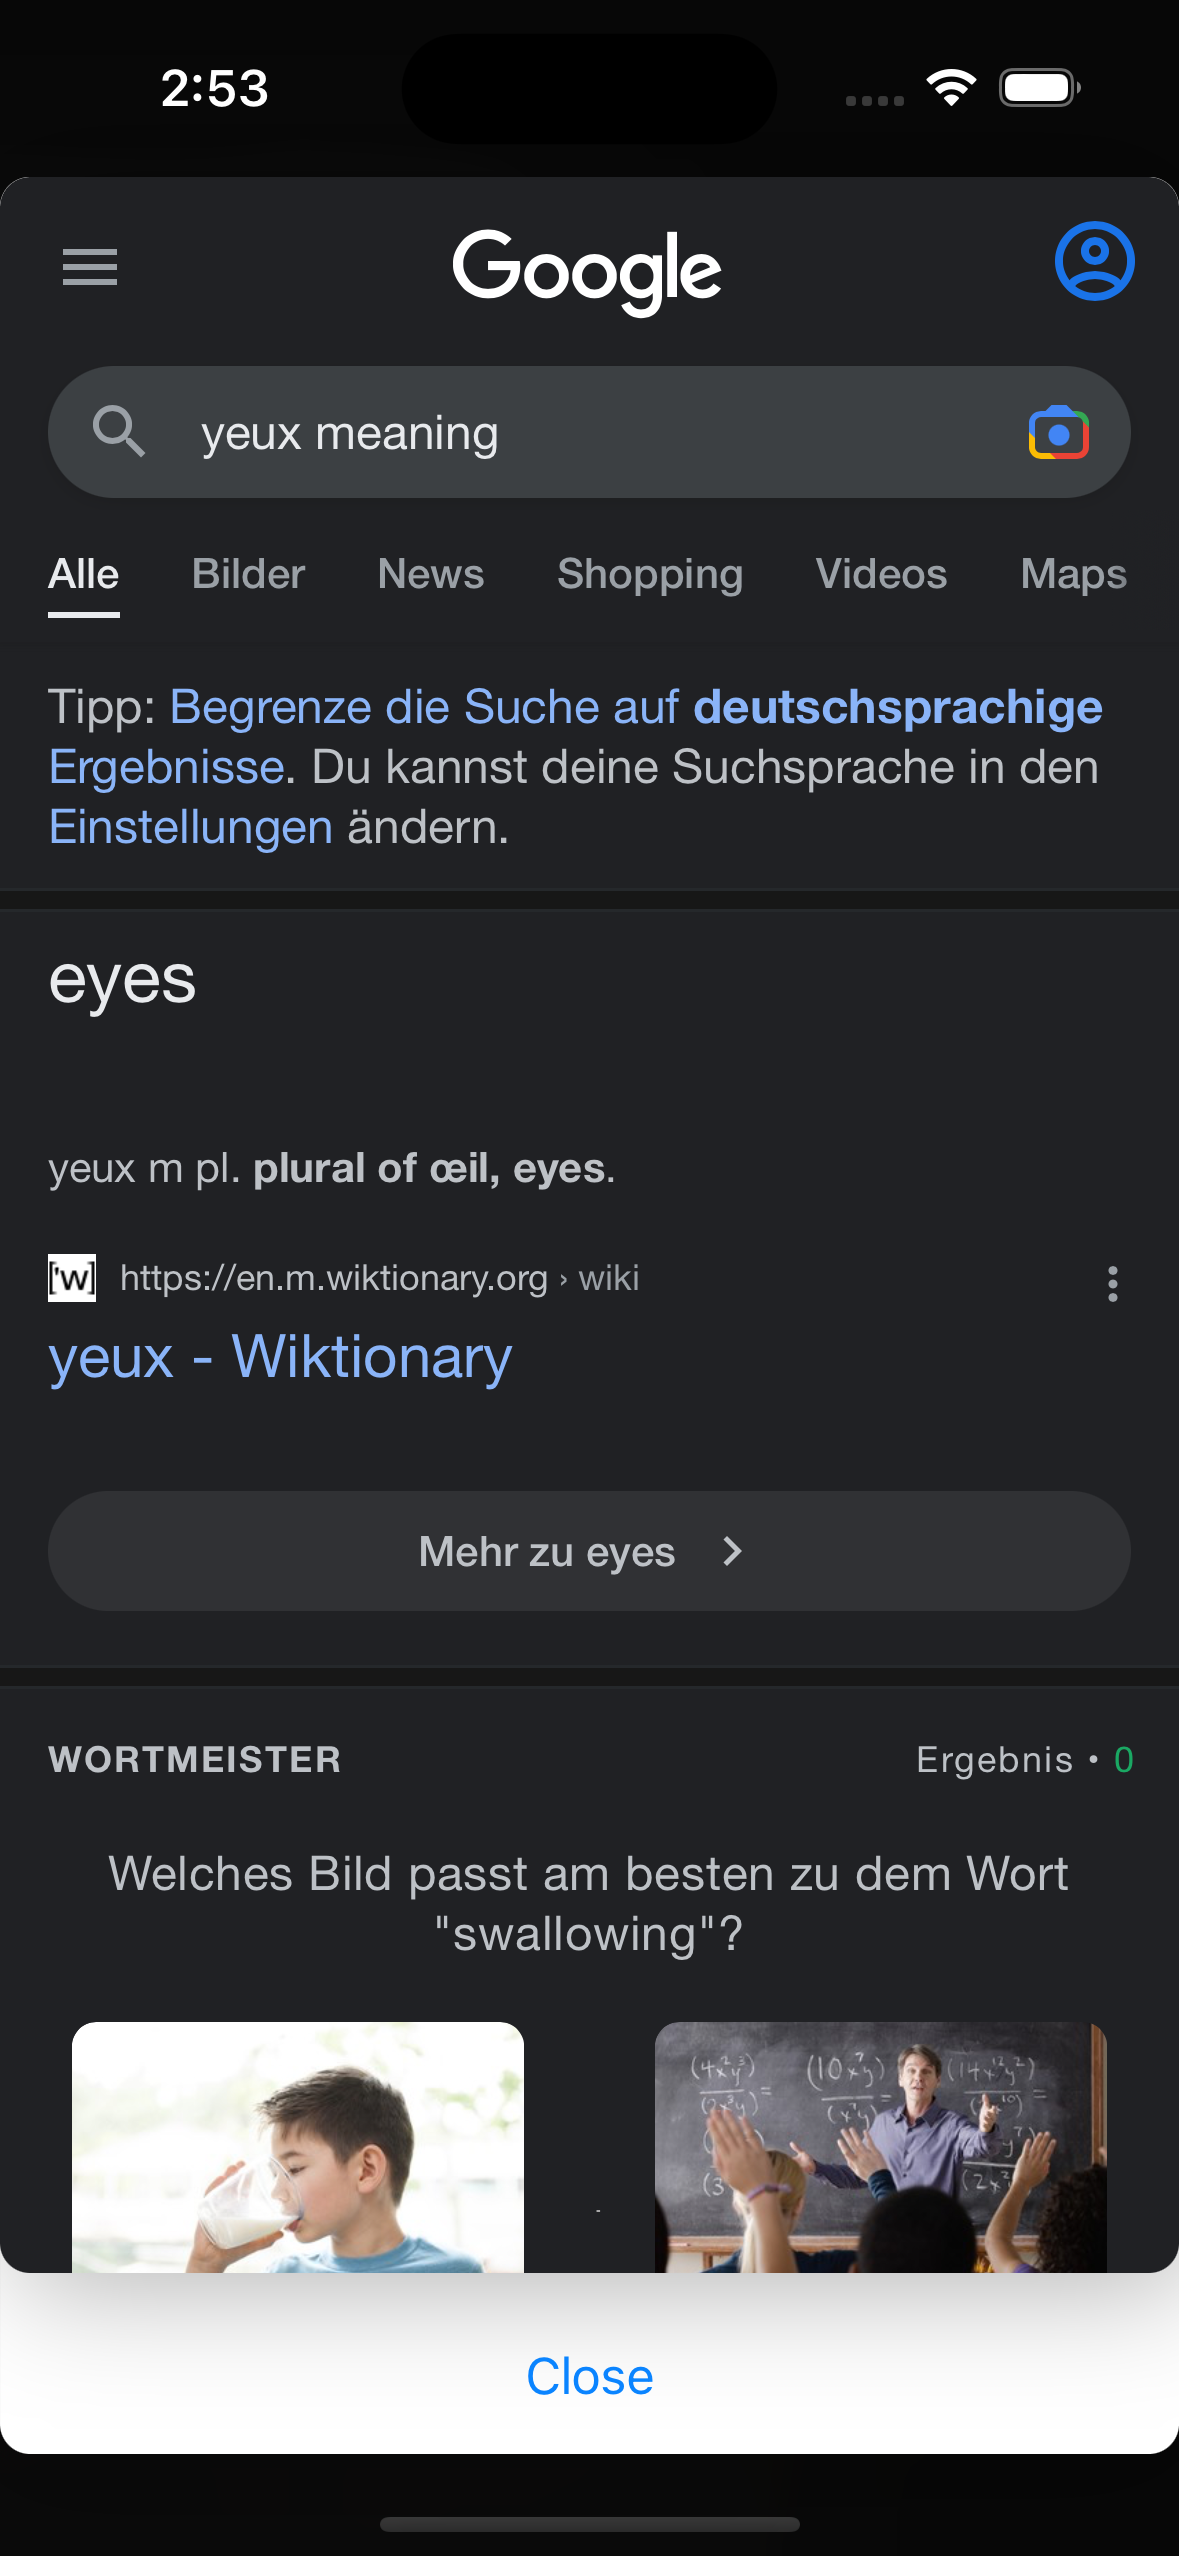 2:53
Google
yeux meaning
Alle Bilder News Shopping Videos Maps
Tipp: Begrenze die Suche auf deutschsprachige
Ergebnisse. Du kannst deine Suchsprache in den
Einstellungen ändern.
eyes
yeux m pl. plural of œil, eyes.
['w] https://en.m.wiktionary.org › wiki
yeux - Wiktionary
Mehr zu eyes
WORTMEISTER Ergebnis • 0
Welches Bild passt am besten zu dem Wort
"swallowing"?
Close